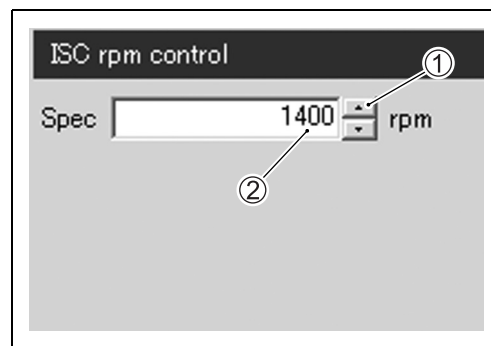 ISC rpm control
①
Spec 1400 rpm
②